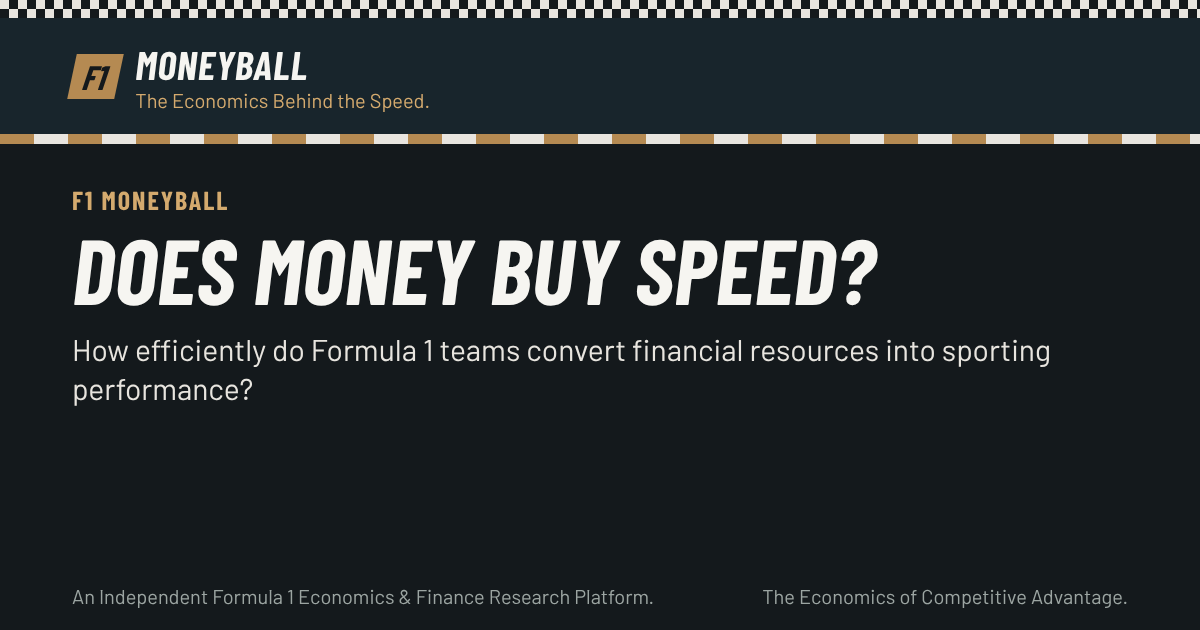 F1
MONEYBALL
The Economics Behind the Speed.
F1 MONEYBALL
DOES MONEY BUY SPEED?
How efficiently do Formula 1 teams convert financial resources into sporting
performance?
An Independent Formula 1 Economics & Finance Research Platform.
The Economics of Competitive Advantage.